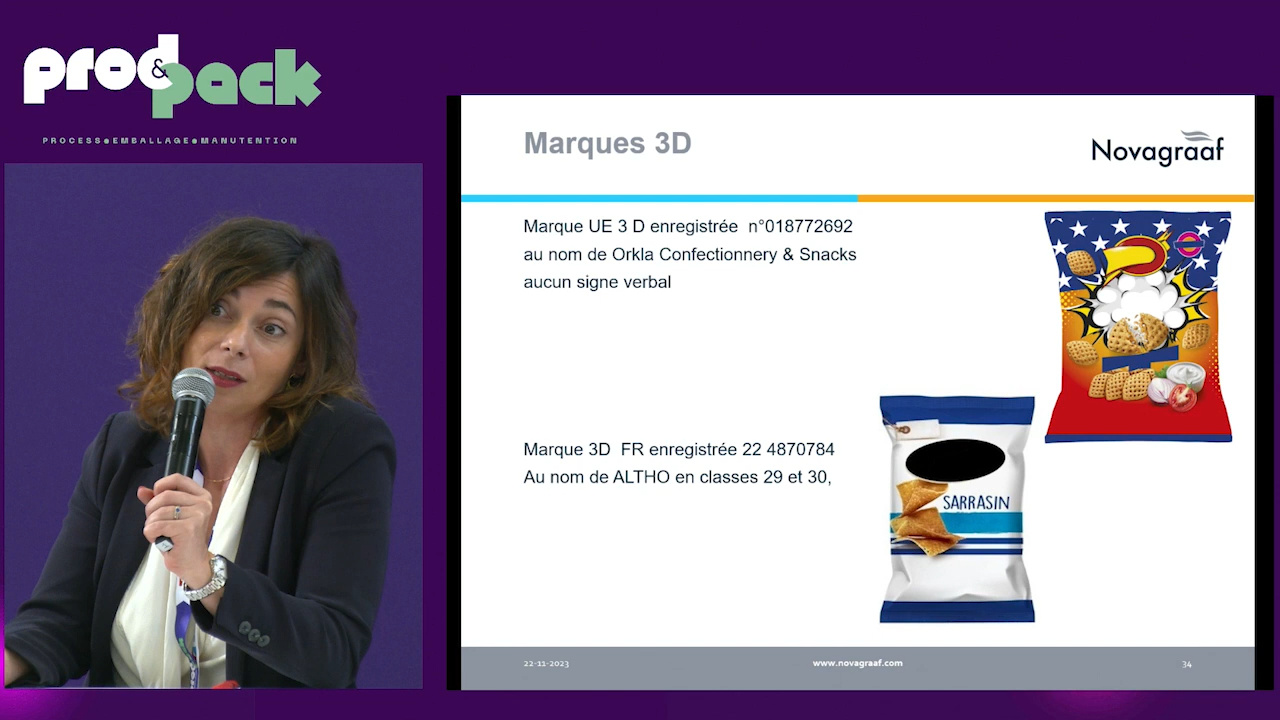 prod&pack
PROCESS●EMBALLAGE●MANUTENTION
Marques 3D
Novagraaf
Marque UE 3 D enregistrée n°018772692
au nom de Orkla Confectionnery & Snacks
aucun signe verbal
Marque 3D FR enregistrée 22 4870784
Au nom de ALTHO en classes 29 et 30,
SARRASIN
22-11-2023
www.novagraaf.com
34